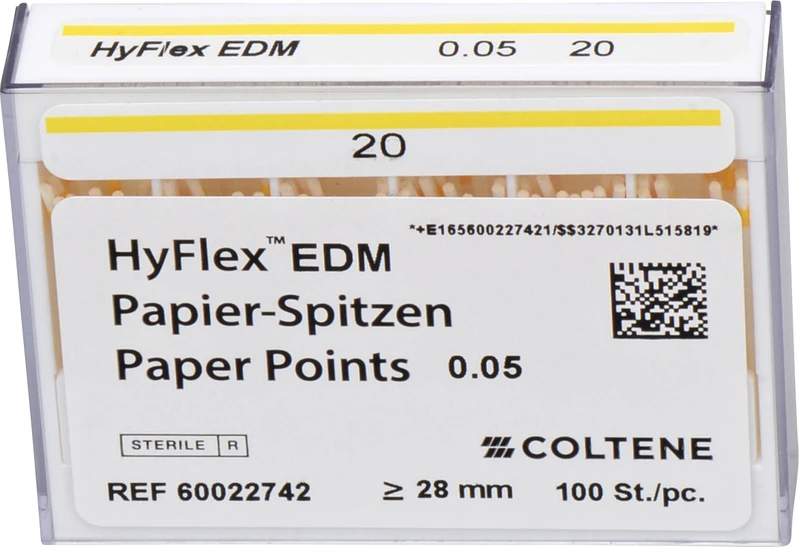 HyFlex EDM 0.05 20
20
*+E165600227421/$$3270131L515819*
HyFlex™ EDM
Papier-Spitzen
Paper Points 0.05
STERILE R
COLTENE
REF 60022742 ≥ 28 mm 100 St./pc.